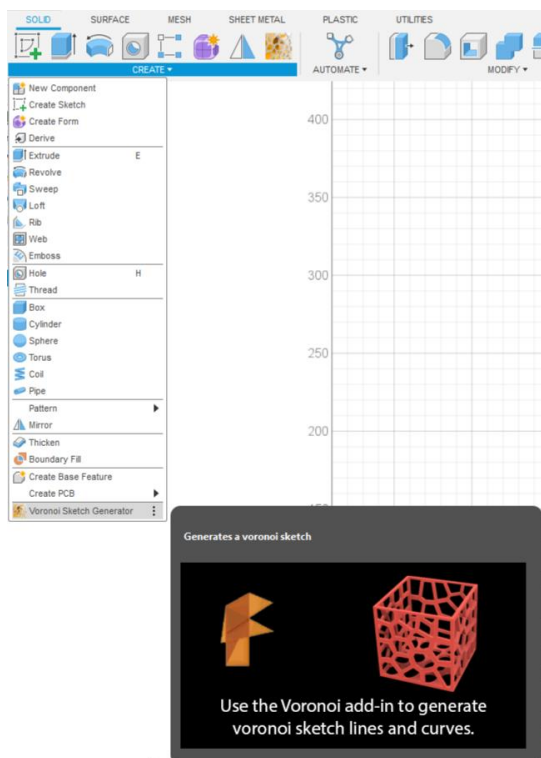 SOLID SURFACE MESH SHEET METAL PLASTIC UTILITIES
CREATE ▾ AUTOMATE ▾ MODIFY ▾
New Component
Create Sketch
Create Form
Derive
Extrude E
Revolve
Sweep
Loft
Rib
Web
Emboss
Hole H
Thread
Box
Cylinder
Sphere
Torus
Coil
Pipe
Pattern
Mirror
Thicken
Boundary Fill
Create Base Feature
Create PCB
Voronoi Sketch Generator
400
350
300
250
200
Generates a voronoi sketch
Use the Voronoi add-in to generate
voronoi sketch lines and curves.